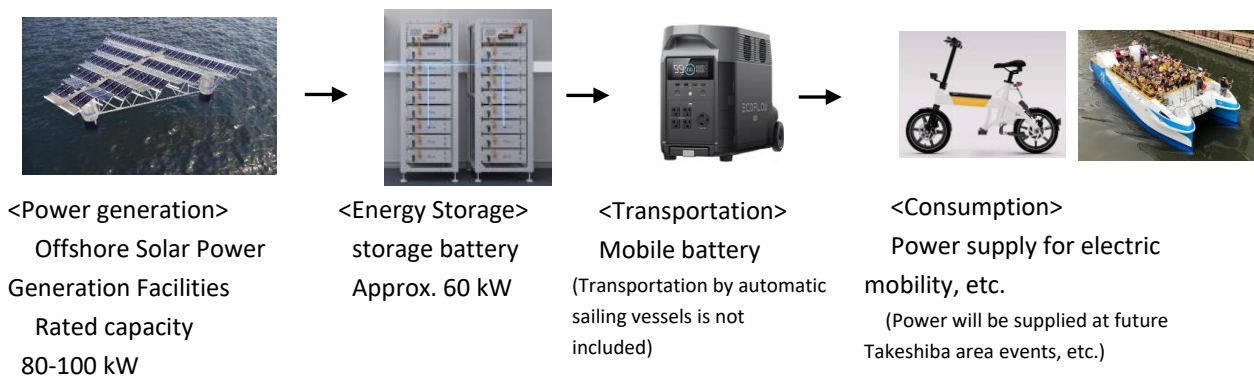 99
ECOFLOW
<Power generation>
Offshore Solar Power
Generation Facilities
Rated capacity
80-100 kW
<Energy Storage>
storage battery
Approx. 60 kW
<Transportation>
Mobile battery
(Transportation by automatic
sailing vessels is not
included)
<Consumption>
Power supply for electric
mobility, etc.
(Power will be supplied at future
Takeshiba area events, etc.)